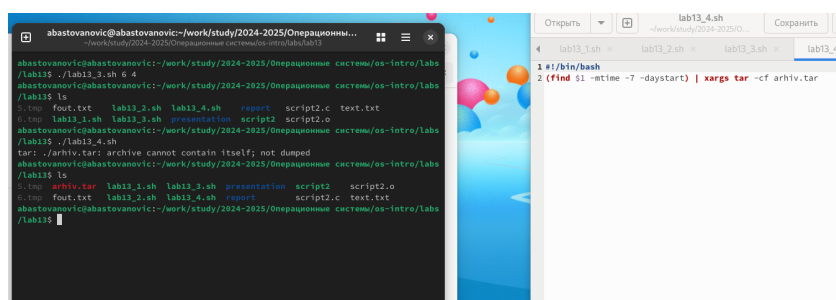 abastovanovic@abastovanovic:~/work/study/2024-2025/Операционны...
~/work/study/2024-2025/Операционные системы/os-intro/labs/lab13
abastovanovic@abastovanovic:~/work/study/2024-2025/Операционные системы/os-intro/labs
/lab13$ ./lab13_3.sh 6 4
abastovanovic@abastovanovic:~/work/study/2024-2025/Операционные системы/os-intro/labs
/lab13$ ls
5.tmp fout.txt lab13_2.sh lab13_4.sh report script2.c text.txt
6.tmp lab13_1.sh lab13_3.sh presentation script2 script2.o
abastovanovic@abastovanovic:~/work/study/2024-2025/Операционные системы/os-intro/labs
/lab13$ ./lab13_4.sh
tar: ./arhiv.tar: archive cannot contain itself; not dumped
abastovanovic@abastovanovic:~/work/study/2024-2025/Операционные системы/os-intro/labs
/lab13$ ls
5.tmp arhiv.tar lab13_1.sh lab13_3.sh presentation script2 script2.o
6.tmp fout.txt lab13_2.sh lab13_4.sh report script2.c text.txt
abastovanovic@abastovanovic:~/work/study/2024-2025/Операционные системы/os-intro/labs
/lab13$
Открыть lab13_4.sh Сохранить
~/work/study/2024-2025/О...
lab13_1.sh × lab13_2.sh × lab13_3.sh × lab13_4
1 #!/bin/bash
2 (find $1 -mtime -7 -daystart) | xargs tar -cf arhiv.tar